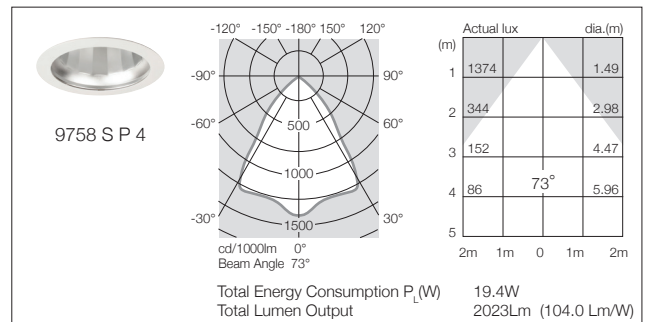 -120° -150° -180° 150° 120°
-90° 90°
-60° 60°
-30° 30°
500
1000
1500
cd/1000lm 0°
Beam Angle 73°
9758 S P 4
Actual lux dia.(m)
(m)
1 1374 1.49
2 344 2.98
3 152 4.47
4 86 73° 5.96
5
2m 1m 0 1m 2m
Total Energy Consumption PL(W) 19.4W
Total Lumen Output 2023Lm (104.0 Lm/W)